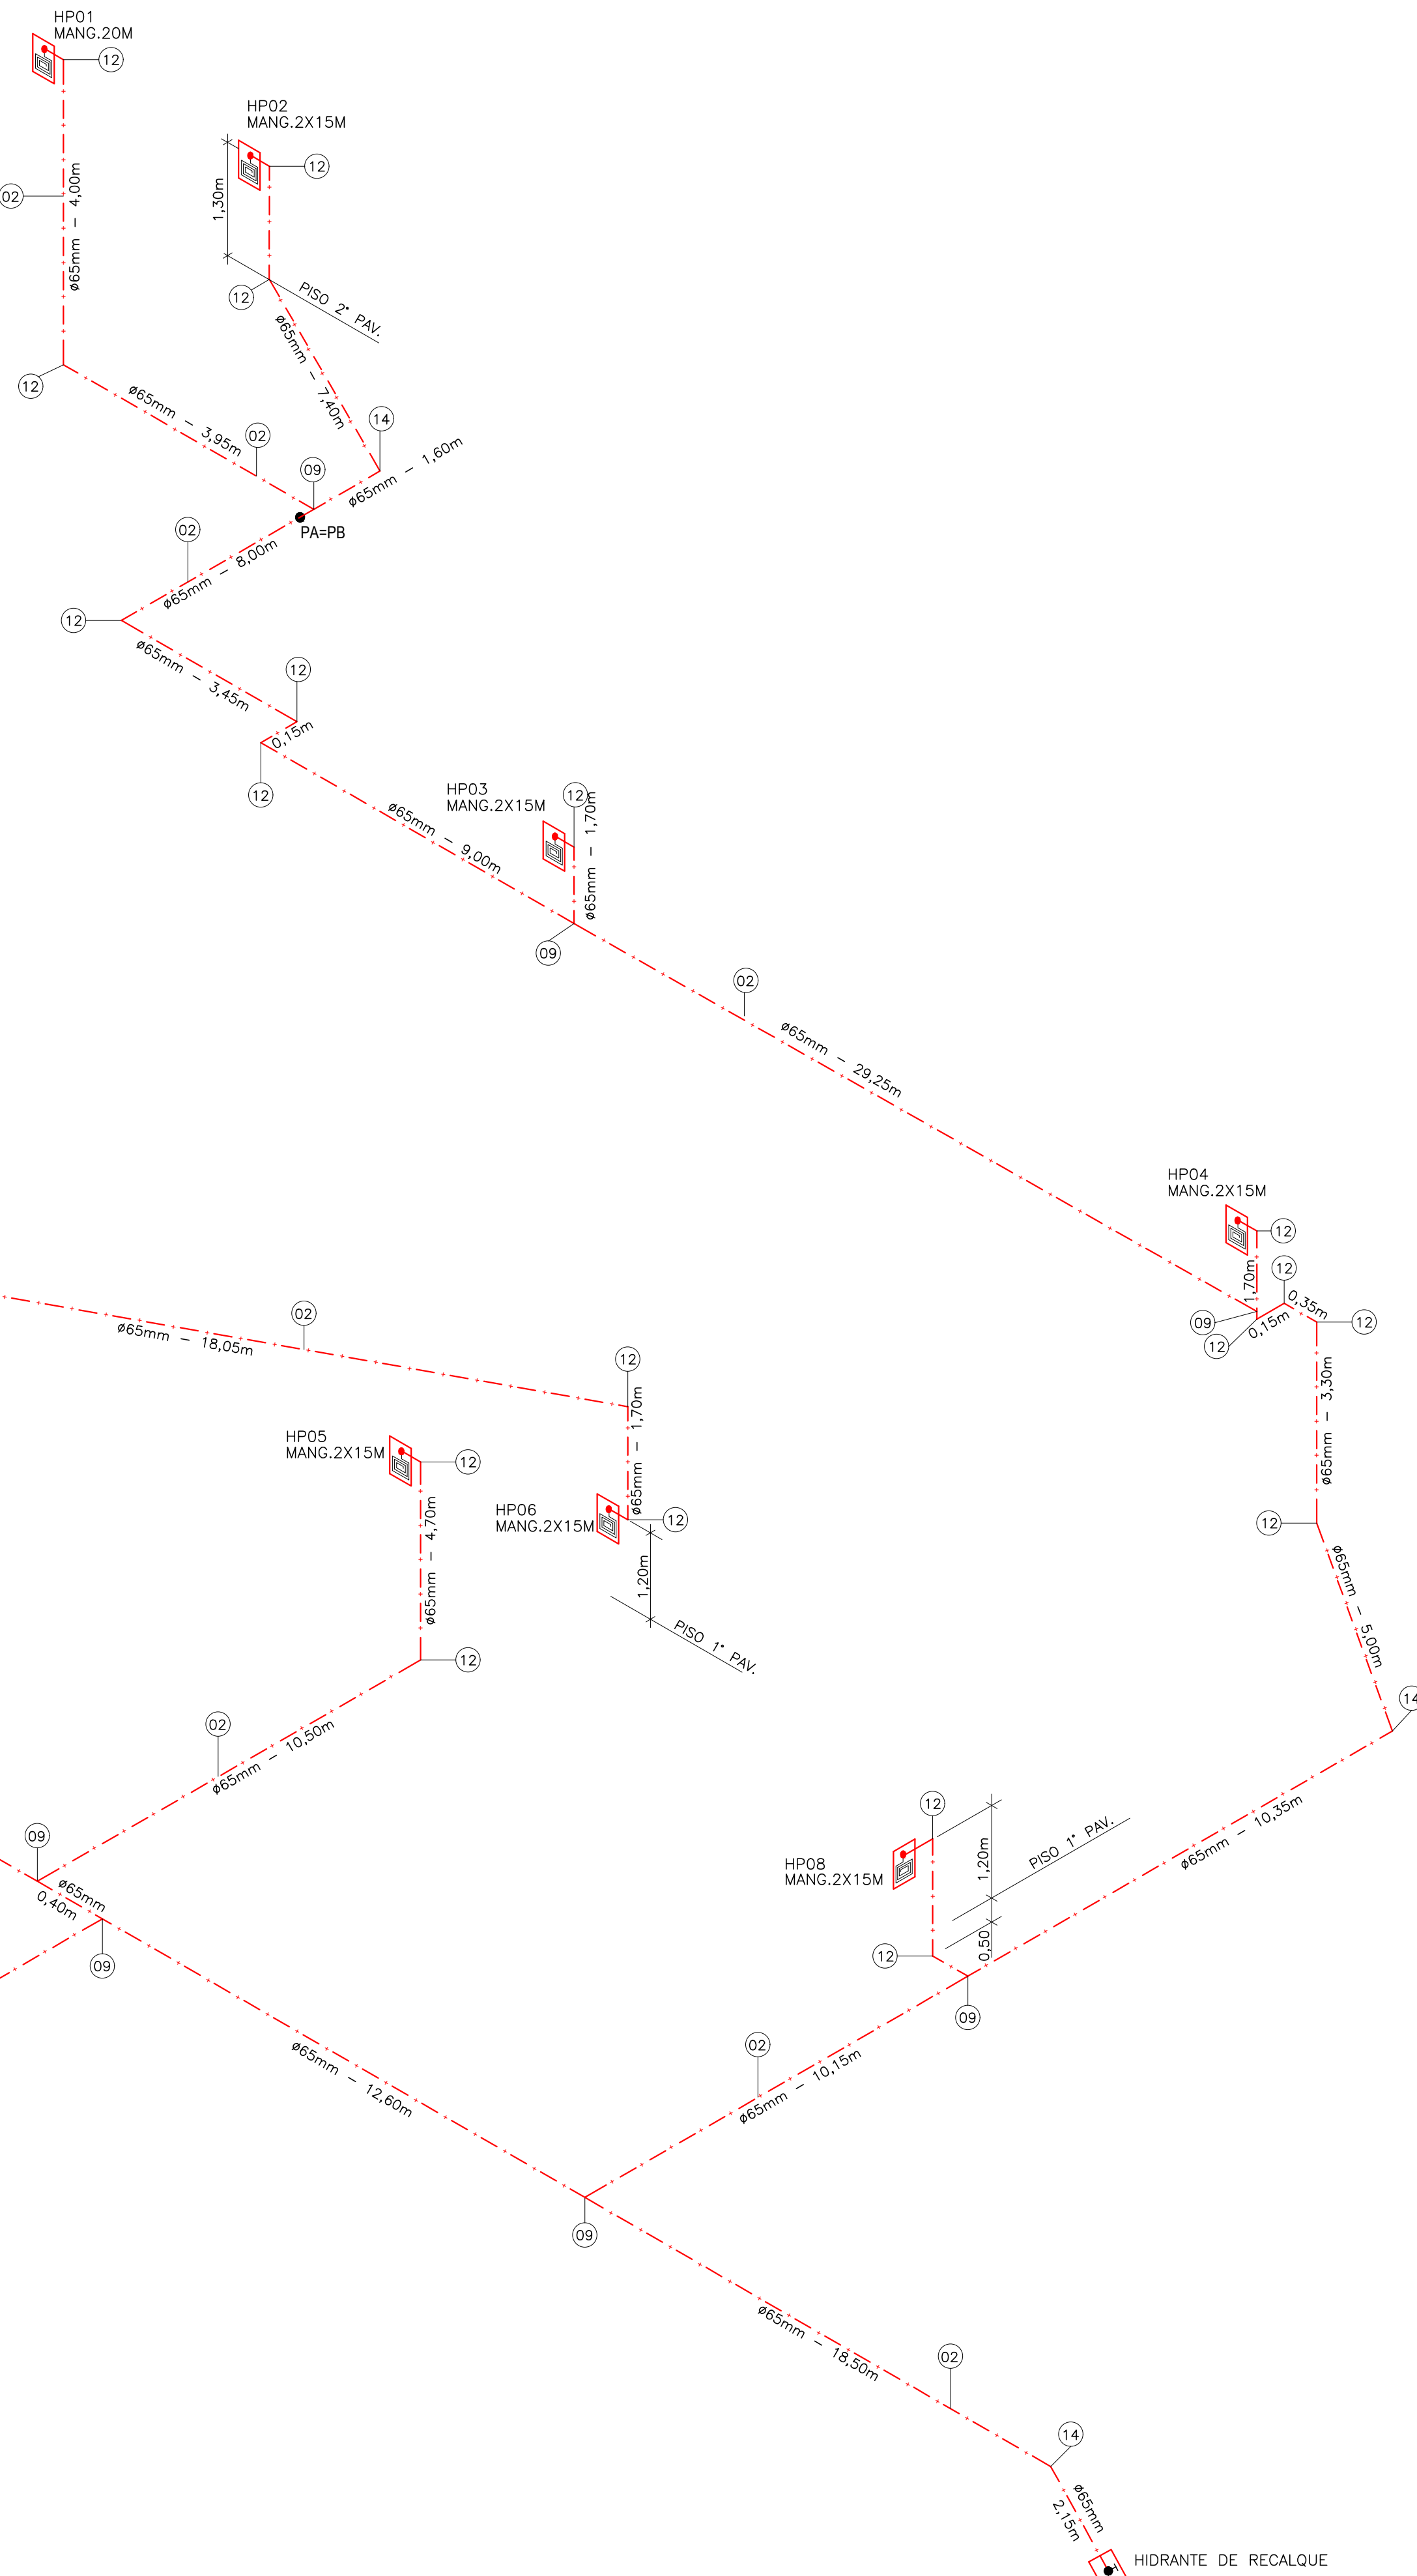 HP01
MANG.20M
12
HP02
MANG.2X15M
12
02
ø65mm - 4,00m
1,30m
12
PISO 2° PAV.
ø65mm - 7,40m
12
ø65mm - 3,95m
02
14
09
ø65mm - 1,60m
PA=PB
02
ø65mm - 8,00m
12
ø65mm - 3,45m
12
0,15m
12
HP03
MANG.2X15M
12
ø65mm - 1,70m
ø65mm - 9,00m
09
02
ø65mm - 29,25m
HP04
MANG.2X15M
12
1,70m
12
0,35m
12
09
0,15m
12
02
ø65mm - 18,05m
12
ø65mm - 3,30m
ø65mm - 1,70m
HP05
MANG.2X15M
12
HP06
MANG.2X15M
12
12
ø65mm - 4,70m
1,20m
ø65mm - 5,00m
PISO 1° PAV.
12
14
02
ø65mm - 10,50m
12
1,20m
PISO 1° PAV.
ø65mm - 10,35m
09
HP08
MANG.2X15M
ø65mm
0,40m
0,50
12
09
09
02
ø65mm - 10,15m
ø65mm - 12,60m
09
ø65mm - 18,50m
02
14
ø65mm
2,15m
HIDRANTE DE RECALQUE